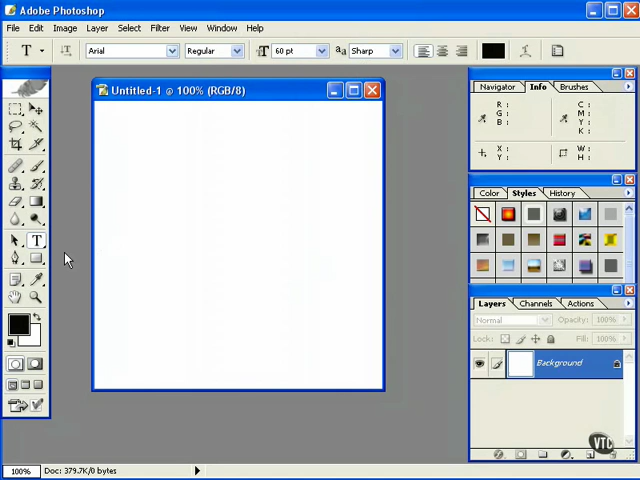 Adobe Photoshop
File Edit Image Layer Select Filter View Window Help
T Arial Regular T 60 pt aa Sharp
Untitled-1 @ 100% (RGB/8)
Navigator Info Brushes
R : C :
G : M :
B : Y :
K :
X : W :
Y : H :
Color Styles History
T
Layers Channels Actions
Normal Opacity: 100%
Lock: Fill: 100%
Background
VTC
100% Doc: 379.7K/0 bytes